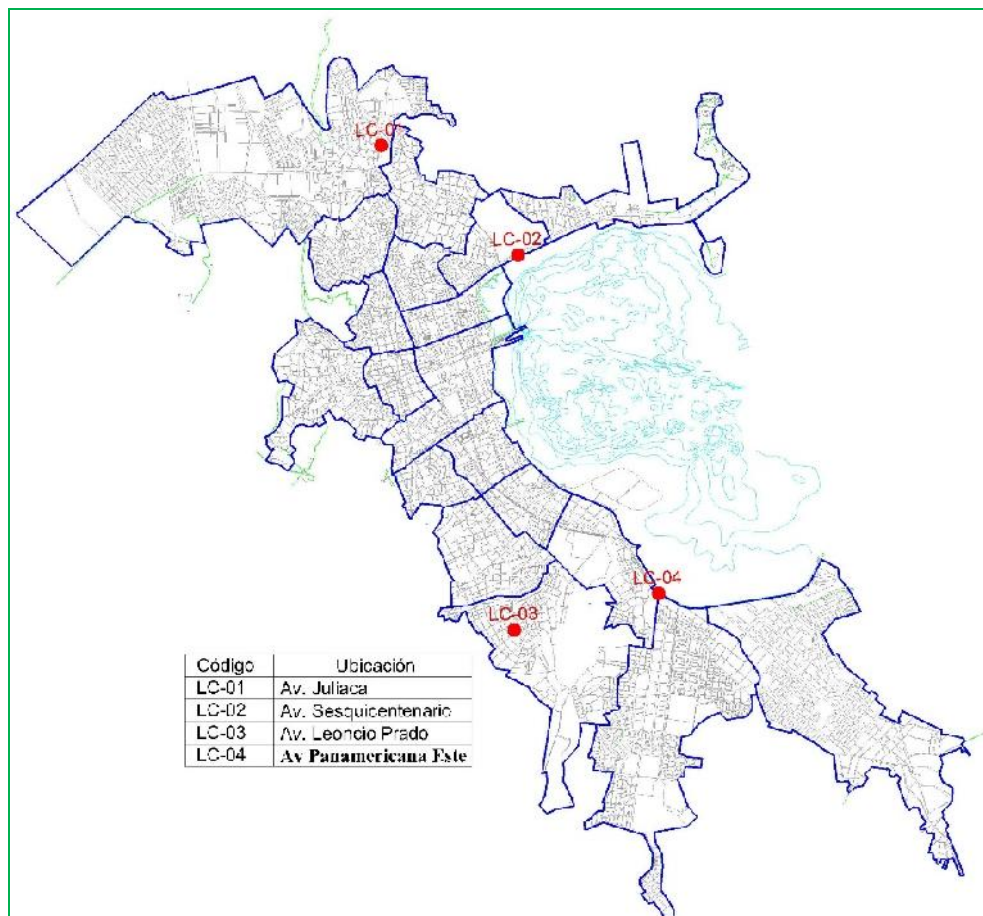 LC-01
LC-02
LC-04
LC-03
Código Ubicación
LC-01 Av. Juliaca
LC-02 Av. Sesquicentenario
LC-03 Av. Leoncio Prado
LC-04 Av Panamericana Este